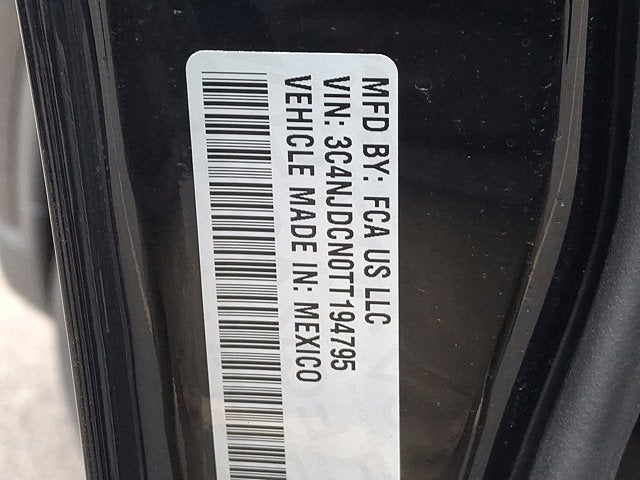 MFD BY: FCA US LLC
VIN: 3C4NJDCN0TT194795
VEHICLE MADE IN: MEXICO